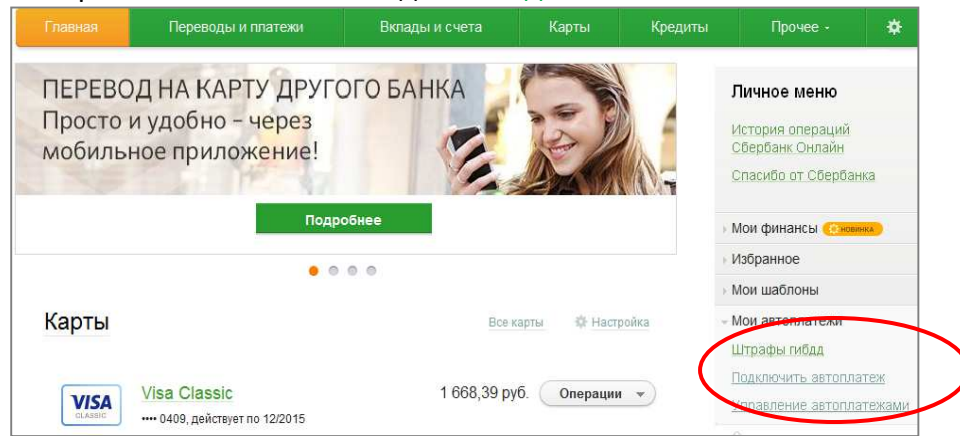 Главная Переводы и платежи Вклады и счета Карты Кредиты Прочее
ПЕРЕВОД НА КАРТУ ДРУГОГО БАНКА
Просто и удобно – через
мобильное приложение!
Подробнее
Карты
Все карты Настройка
VISA
CLASSIC
Visa Classic
1 668,39 руб. Операции
•••• 0409, действует по 12/2015
Личное меню
История операций
Сбербанк Онлайн
Спасибо от Сбербанка
Мои финансы новинка
Избранное
Мои шаблоны
Мои автоплатежи
Штрафы гибдд
Подключить автоплатеж
Управление автоплатежами